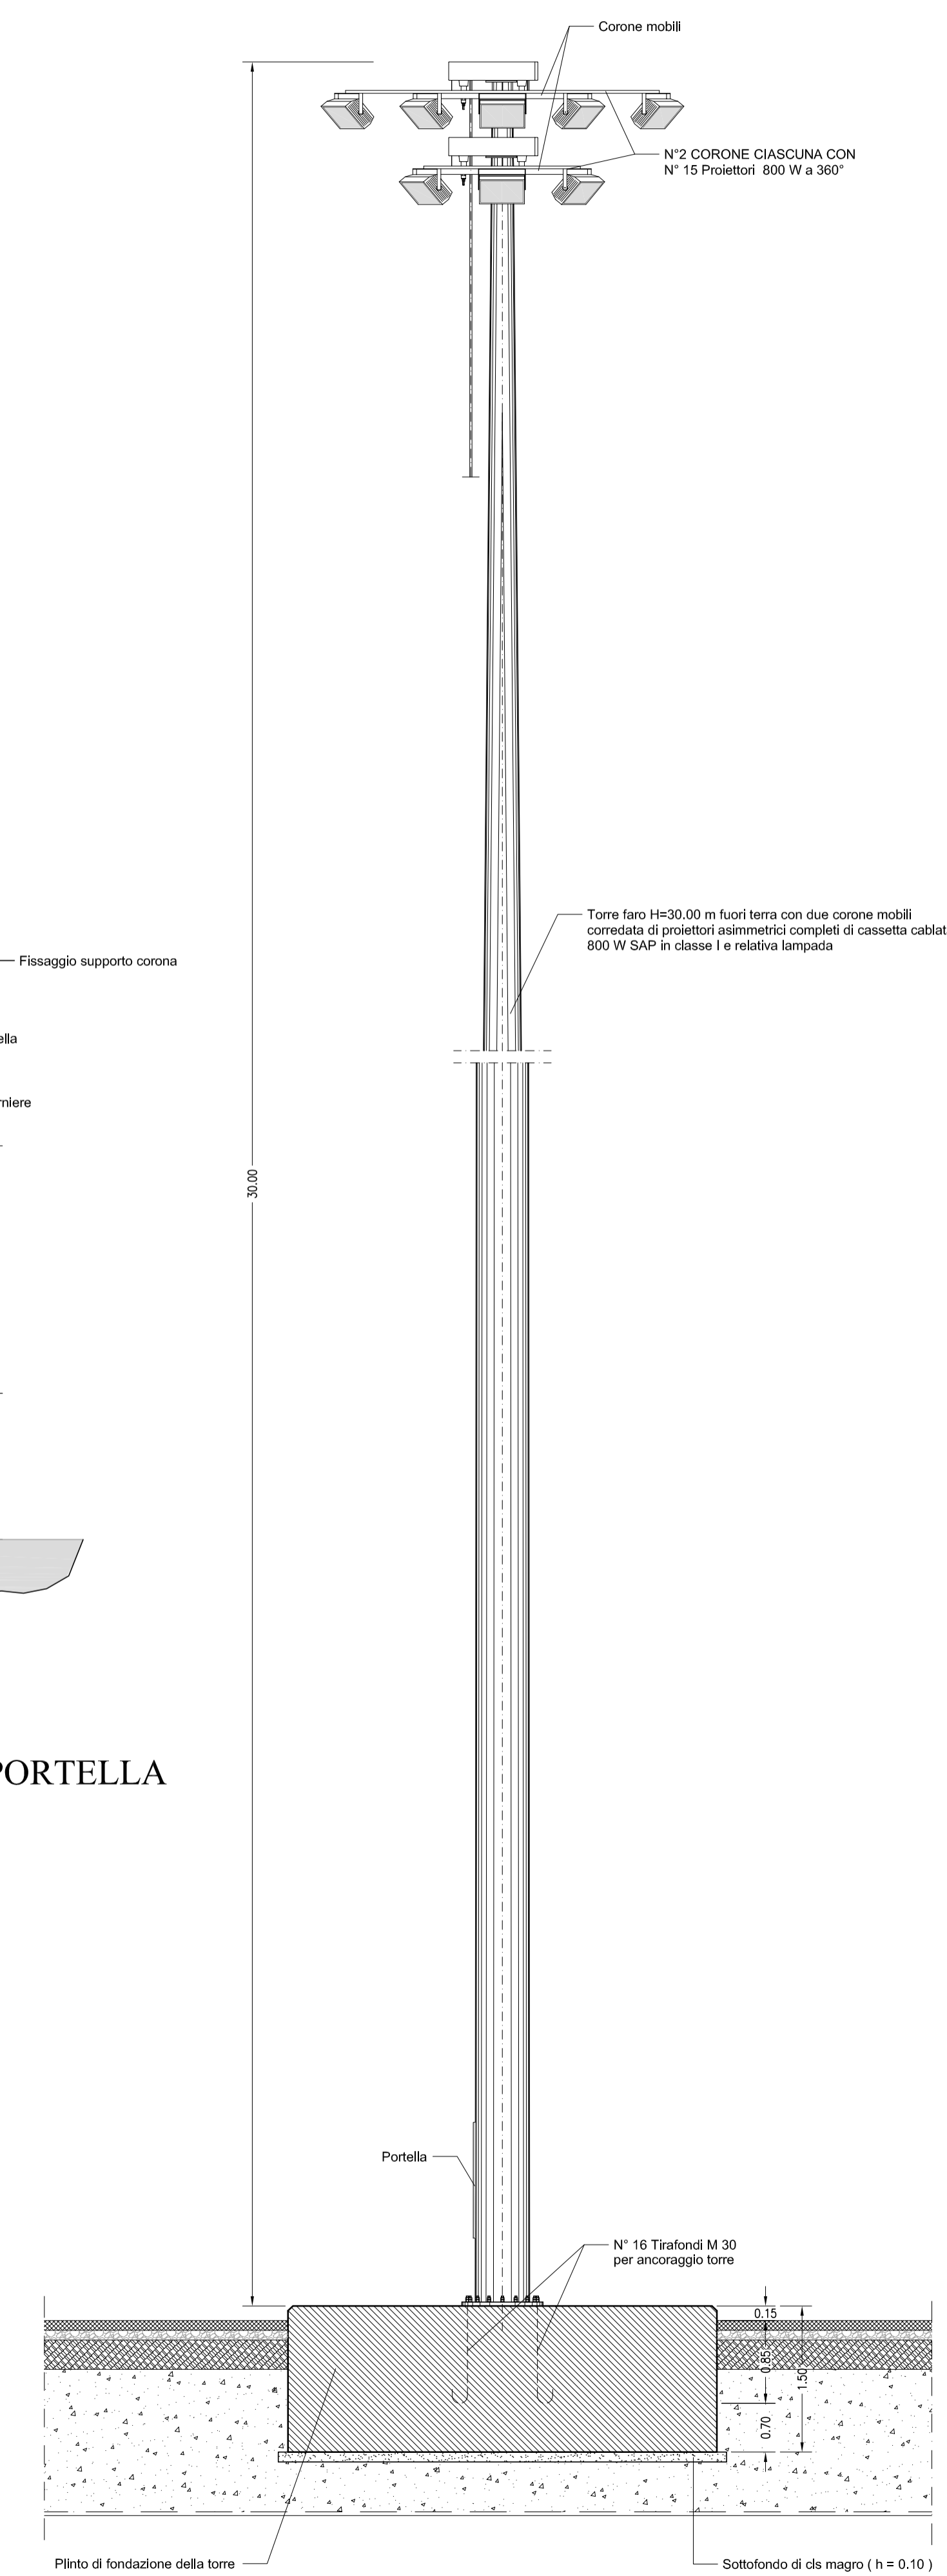 Corone mobili
N°2 CORONE CIASCUNA CON
N° 15 Proiettori 800 W a 360°
Torre faro H=30.00 m fuori terra con due corone mobili
corredata di proiettori asimmetrici completi di cassetta cablat
800 W SAP in classe I e relativa lampada
Fissaggio supporto corona
ella
rniere
30.00
PORTELLA
Portella
N° 16 Tirafondi M 30
per ancoraggio torre
0.15
0.85
1.50
0.70
Plinto di fondazione della torre
Sottofondo di cls magro ( h = 0.10 )